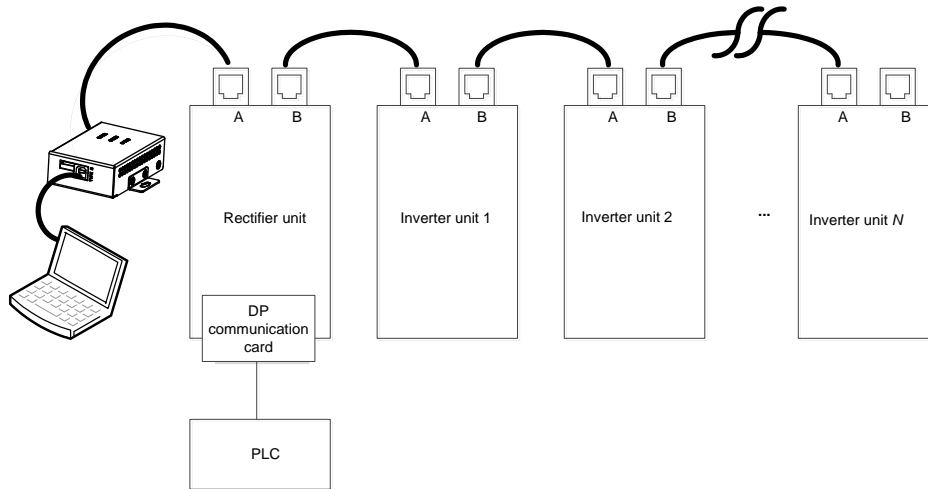 A B A B A B A B
Rectifier unit
Inverter unit 1
Inverter unit 2
...
Inverter unit N
DP
communication
card
PLC